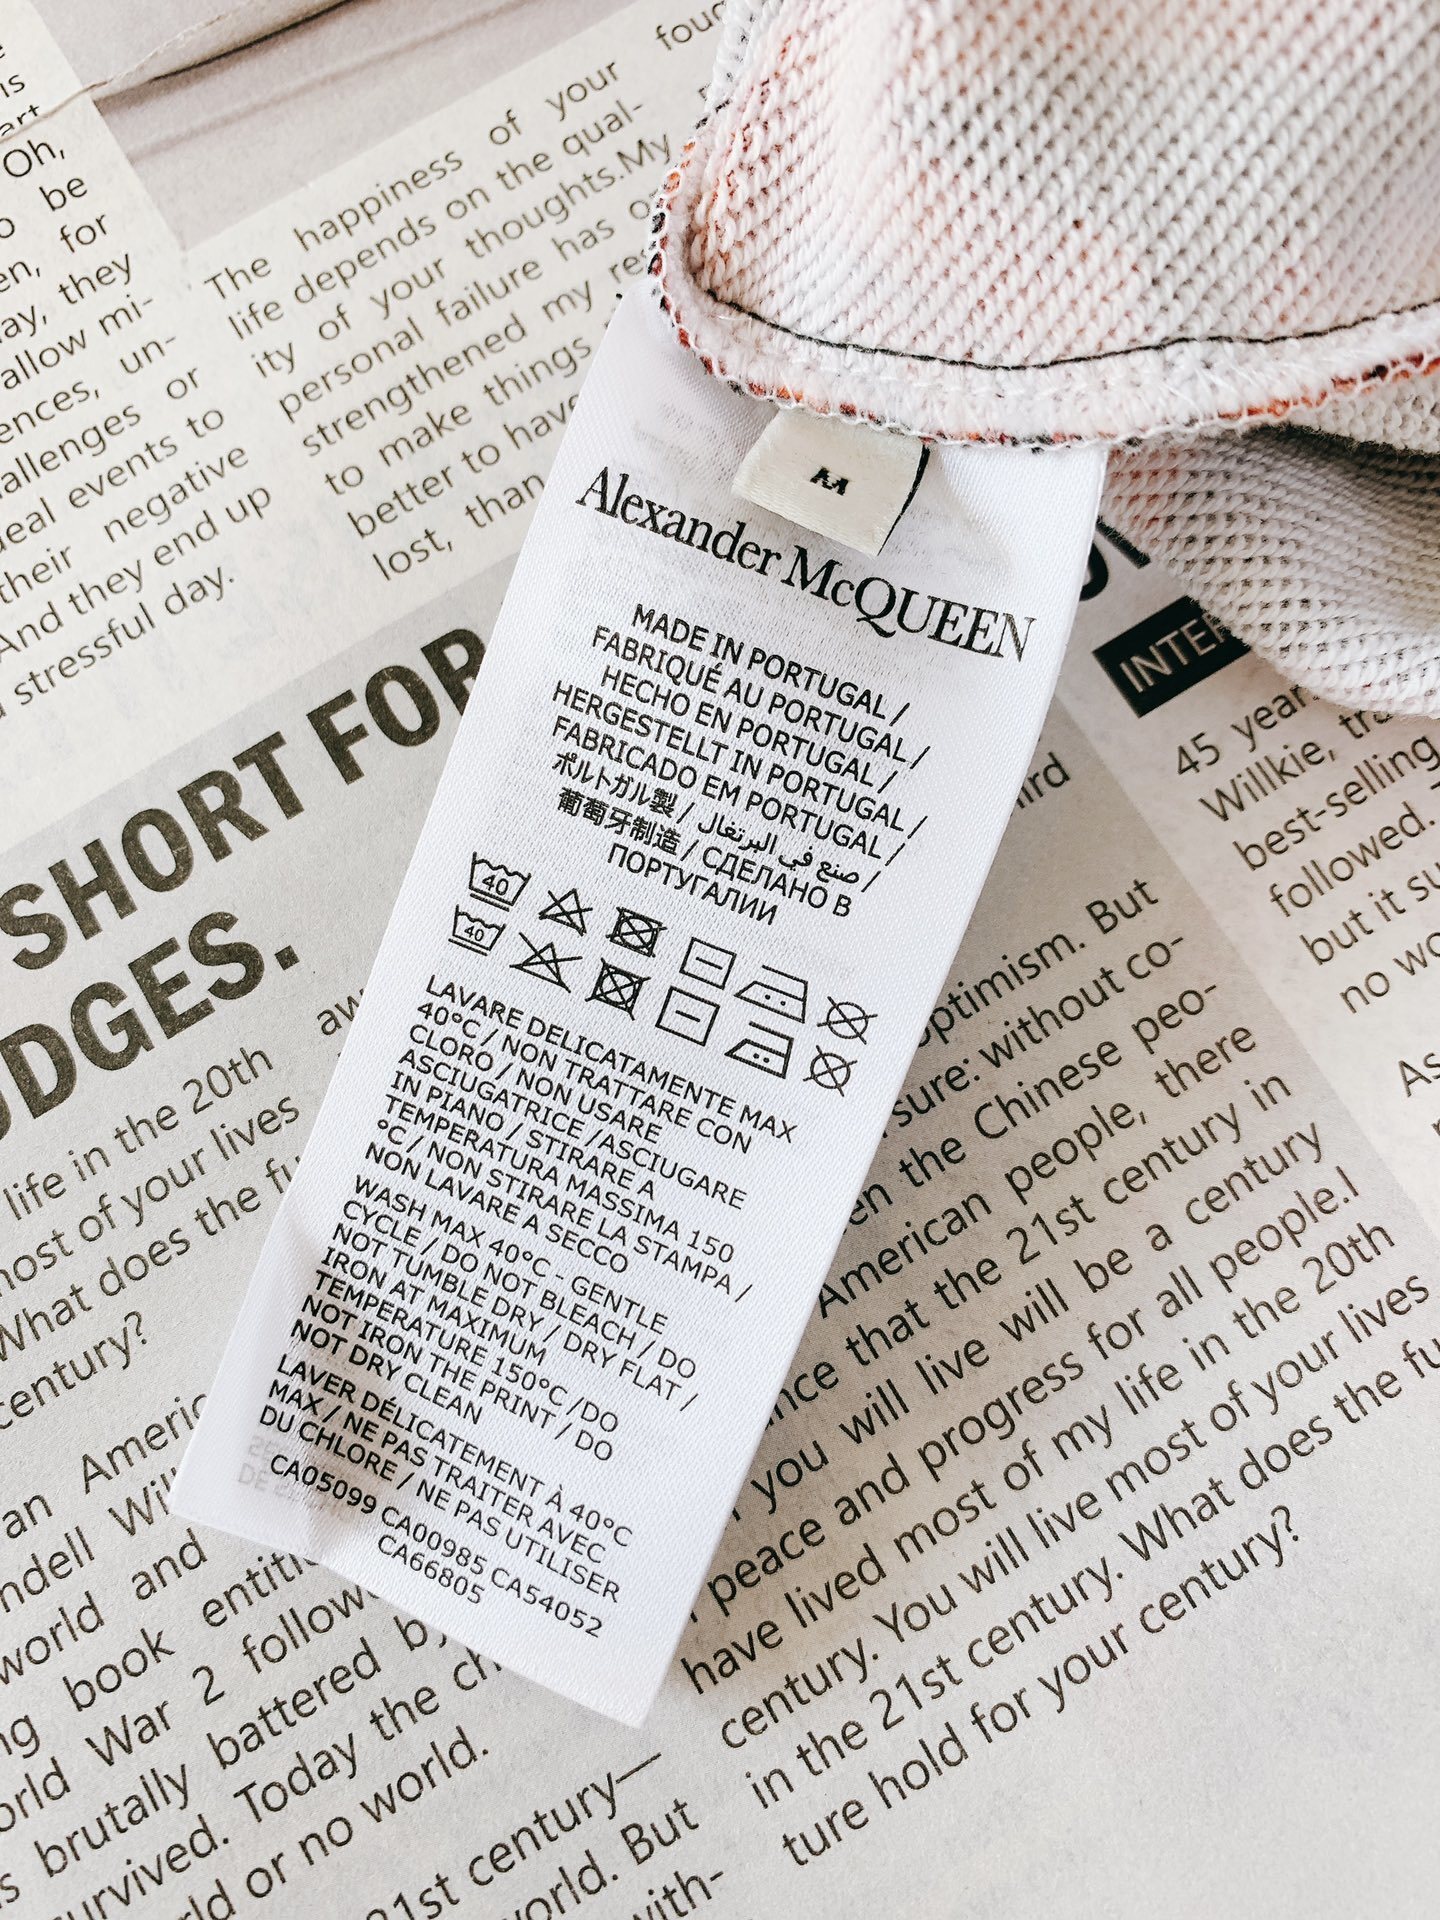 M
Alexander McQUEEN
MADE IN PORTUGAL /
FABRIQUÉ AU PORTUGAL /
HECHO EN PORTUGAL /
HERGESTELLT IN PORTUGAL /
FABRICADO EM PORTUGAL /
ポルトガル製 / صنع في البرتغال /
葡萄牙制造 / СДЕЛАНО В
ПОРТУГАЛИИ
40
40
LAVARE DELICATAMENTE MAX
40°C / NON TRATTARE CON
CLORO / NON USARE
ASCIUGATRICE /ASCIUGARE
IN PIANO / STIRARE A
TEMPERATURA MASSIMA 150
°C / NON STIRARE LA STAMPA /
NON LAVARE A SECCO
WASH MAX 40°C - GENTLE
CYCLE / DO NOT BLEACH / DO
NOT TUMBLE DRY / DRY FLAT /
IRON AT MAXIMUM
TEMPERATURE 150°C /DO
NOT IRON THE PRINT / DO
NOT DRY CLEAN
LAVER DÉLICATEMENT À 40°C
MAX / NE PAS TRAITER AVEC
DU CHLORE / NE PAS UTILISER
CA05099 CA00985 CA54052
CA66805
Oh,
be
for
they
allow mi-
un-
or
events to
their negative
And they end up
stressful day.
The happiness of your
life depends on the qual-
ity of your thoughts.My
personal failure has
strengthened my
to make things
better to have
lost, than
SHORT FOR
life in the 20th
most of your lives
What does the
century?
an
world and
book
World War 2
brutally battered
survived. Today the
or no world.
21st century—
world. But
INTE
45
Willkie,
best-selling
followed.
but it
no
As
optimism. But
sure: without co-
the Chinese peo-
American people, there
that the 21st century in
you will live will be a century
peace and progress for all people.I
have lived most of my life in the 20th
century. You will live most of your lives
in the 21st century. What does the fu-
ture hold for your century?